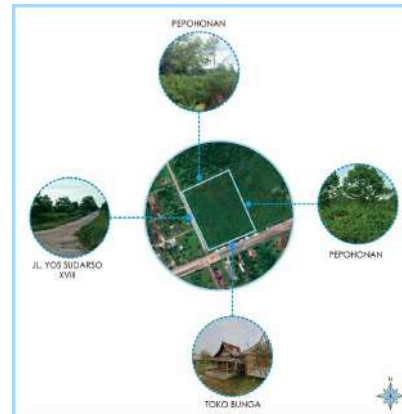 PEPOHONAN
JL. YOS SUDARSO
XVIII
PEPOHONAN
TOKO BUNGA
N